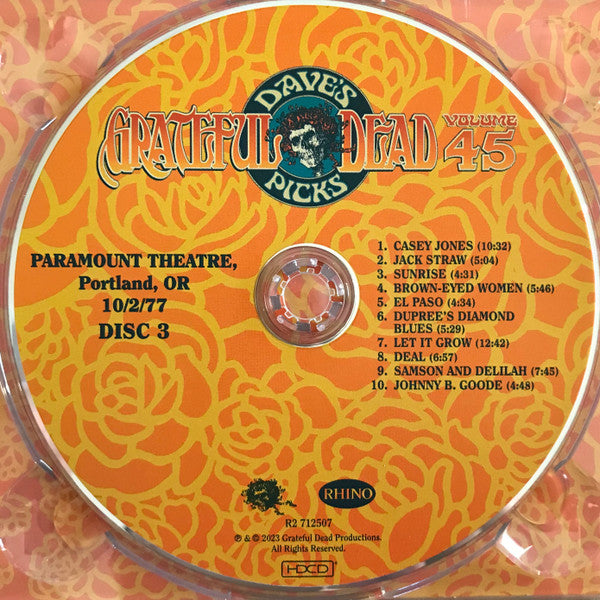 DAVE'S
GRATEFUL DEAD VOLUME 45
PICKS
PARAMOUNT THEATRE,
Portland, OR
10/2/77
DISC 3
1. CASEY JONES (10:32)
2. JACK STRAW (5:04)
3. SUNRISE (4:31)
4. BROWN-EYED WOMEN (5:46)
5. EL PASO (4:34)
6. DUPREE'S DIAMOND
BLUES (5:29)
7. LET IT GROW (12:42)
8. DEAL (6:57)
9. SAMSON AND DELILAH (7:45)
10. JOHNNY B. GOODE (4:48)
RHINO
R2 712507
℗ & © 2023 Grateful Dead Productions.
All Rights Reserved.
HDCD